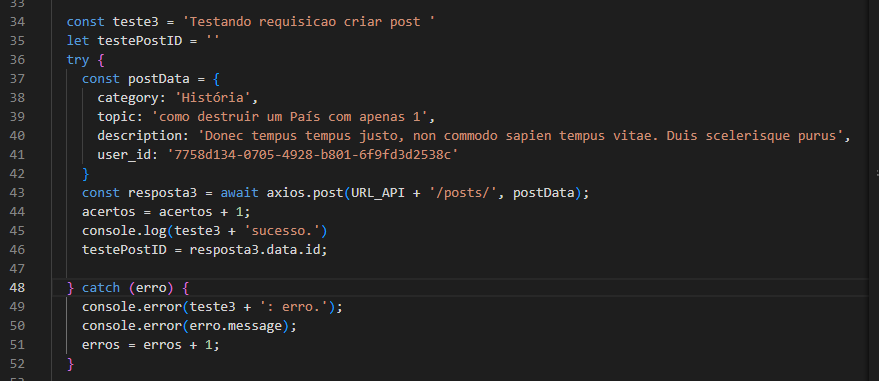 33
34 const teste3 = 'Testando requisicao criar post '
35 let testePostID = ''
36 try {
37 const postData = {
38 category: 'História',
39 topic: 'como destruir um País com apenas 1',
40 description: 'Donec tempus tempus justo, non commodo sapien tempus vitae. Duis scelerisque purus',
41 user_id: '7758d134-0705-4928-b801-6f9fd3d2538c'
42 }
43 const resposta3 = await axios.post(URL_API + '/posts/', postData);
44 acertos = acertos + 1;
45 console.log(teste3 + 'sucesso.')
46 testePostID = resposta3.data.id;
47
48 } catch (erro) {
49 console.error(teste3 + ': erro.');
50 console.error(erro.message);
51 erros = erros + 1;
52 }
53